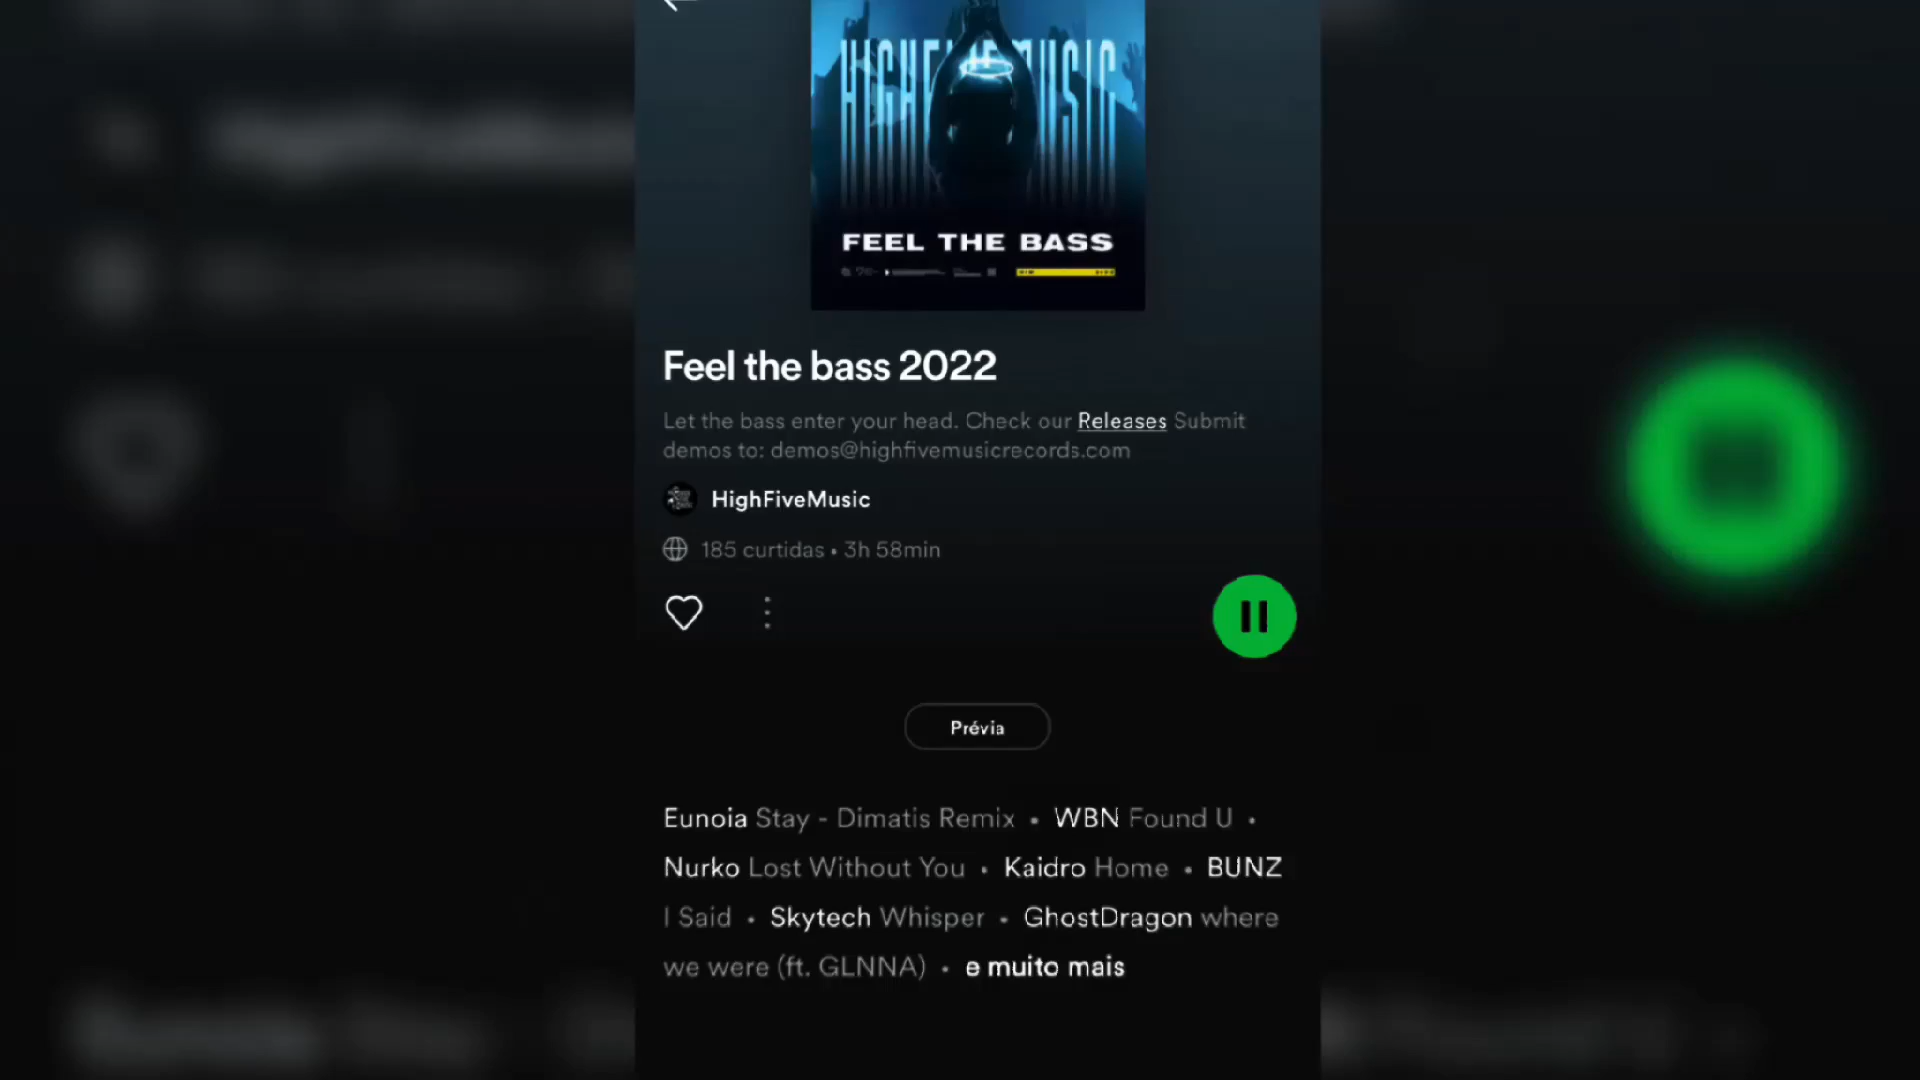 HIGHFIVEMUSIC
FEEL THE BASS
Feel the bass 2022
Let the bass enter your head. Check our Releases Submit
demos to: demos@highfivemusicrecords.com
HighFiveMusic
185 curtidas • 3h 58min
Prévia
Eunoia Stay - Dimatis Remix • WBN Found U •
Nurko Lost Without You • Kaidro Home • BUNZ
I Said • Skytech Whisper • GhostDragon where
we were (ft. GLNNA) • e muito mais